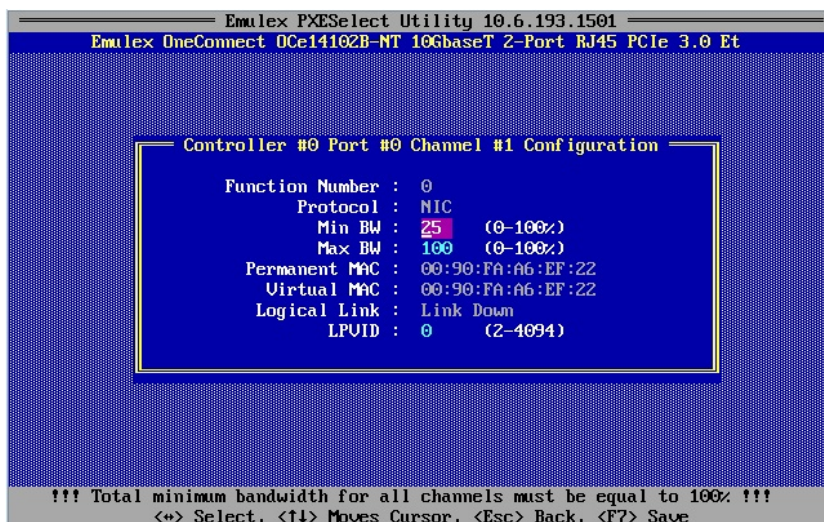 Emulex PXESelect Utility 10.6.193.1501
Emulex OneConnect OCe14102B-NT 10GbaseT 2-Port RJ45 PCIe 3.0 Et
Controller #0 Port #0 Channel #1 Configuration
Function Number : 0
Protocol : NIC
Min BW : 25 (0-100%)
Max BW : 100 (0-100%)
Permanent MAC : 00:90:FA:A6:EF:22
Virtual MAC : 00:90:FA:A6:EF:22
Logical Link : Link Down
LPVID : 0 (2-4094)
!!! Total minimum bandwidth for all channels must be equal to 100% !!!
<↔> Select, <↑↓> Moves Cursor, <Esc> Back, <F7> Save